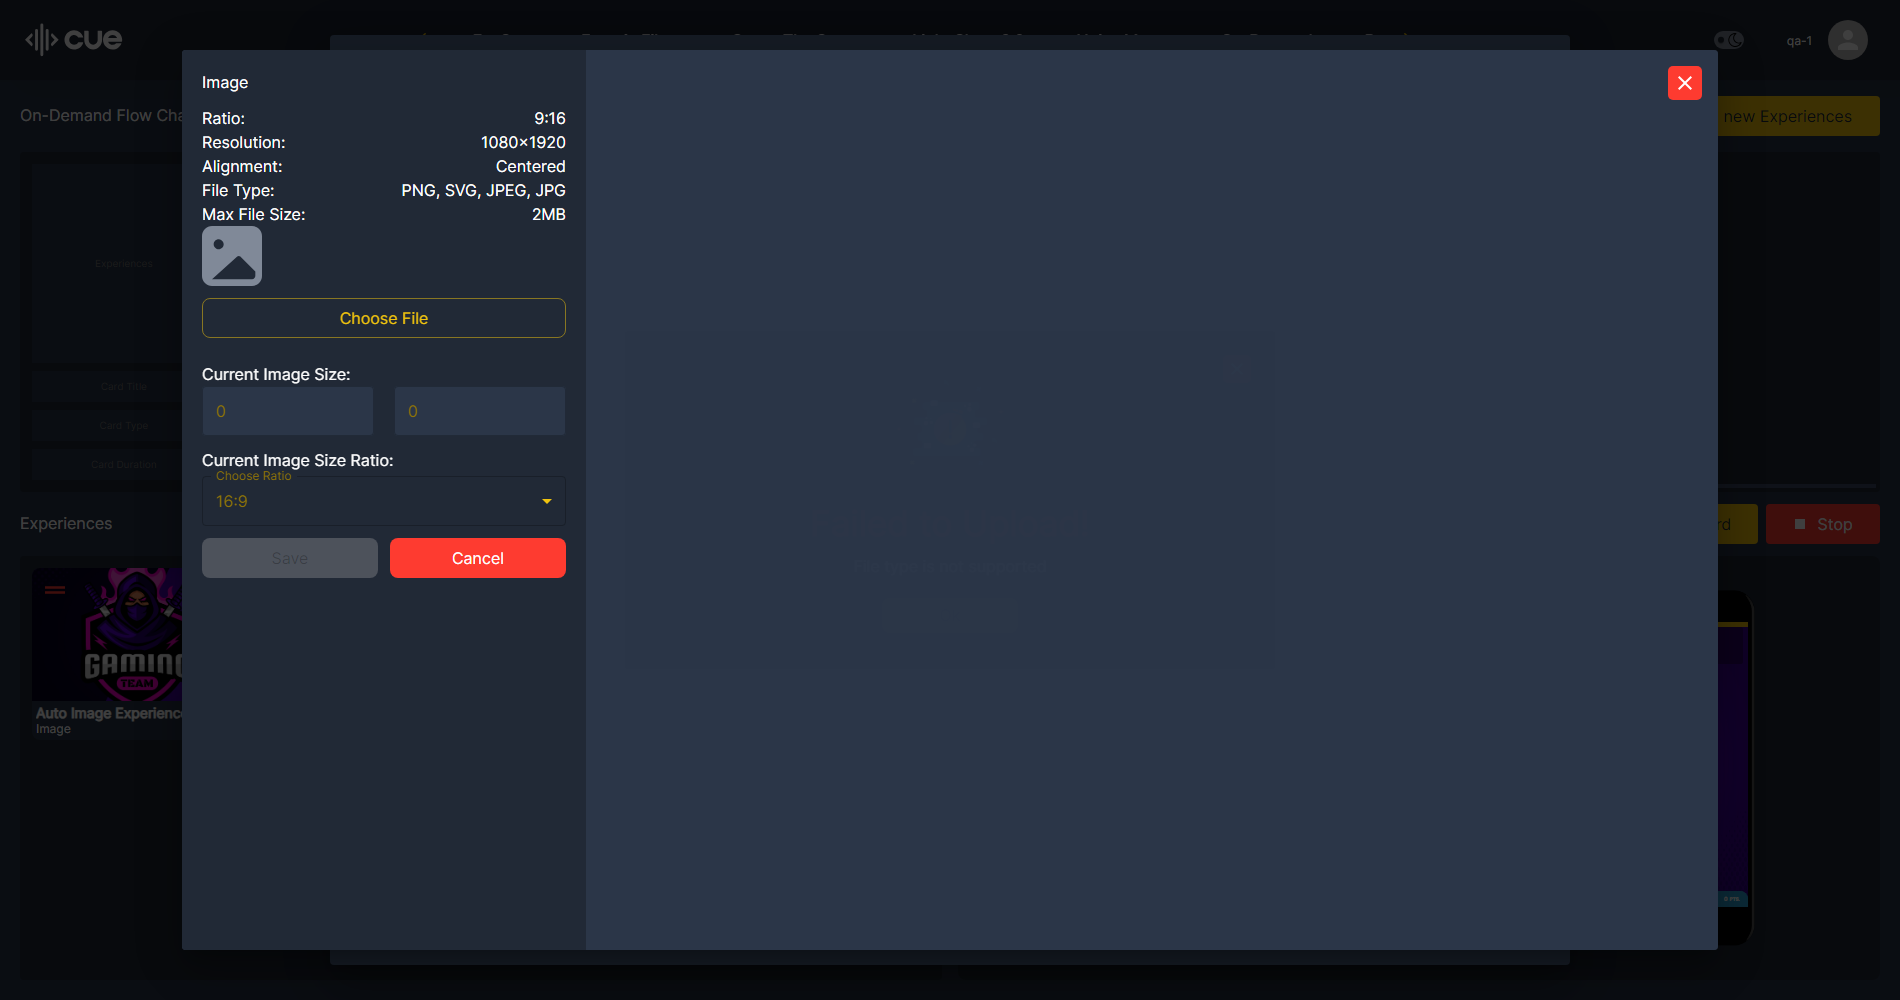 cue
qa-1
On-Demand Flow Cha
new Experiences
Image
Ratio: 9:16
Resolution: 1080×1920
Alignment: Centered
File Type: PNG, SVG, JPEG, JPG
Max File Size: 2MB
Experiences
Choose File
Current Image Size:
Card Title
0 0
Card Type
Current Image Size Ratio:
Card Duration
Choose Ratio
16:9
Experiences
rd
Stop
Save Cancel
GAMING
TEAM
Auto Image Experience
Image